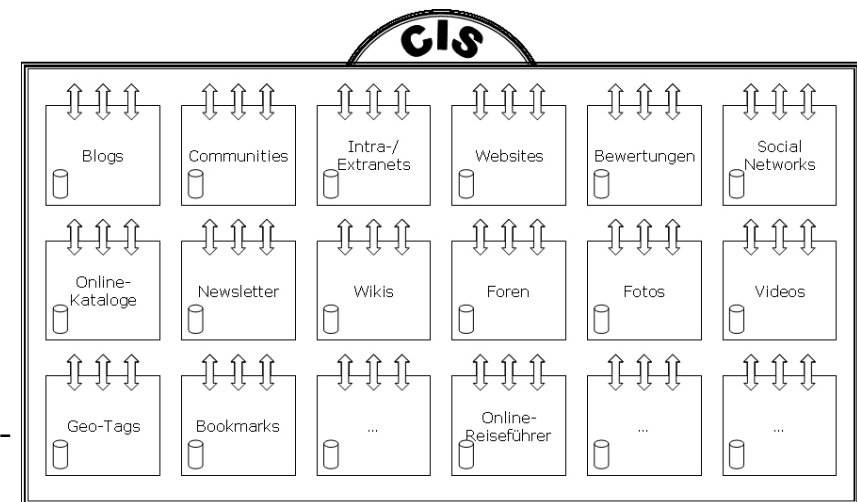 CIS
Blogs
Communities
Intra-/
Extranets
Websites
Bewertungen
Social
Networks
Online-
Kataloge
Newsletter
Wikis
Foren
Fotos
Videos
Geo-Tags
Bookmarks
...
Online-
Reiseführer
...
...